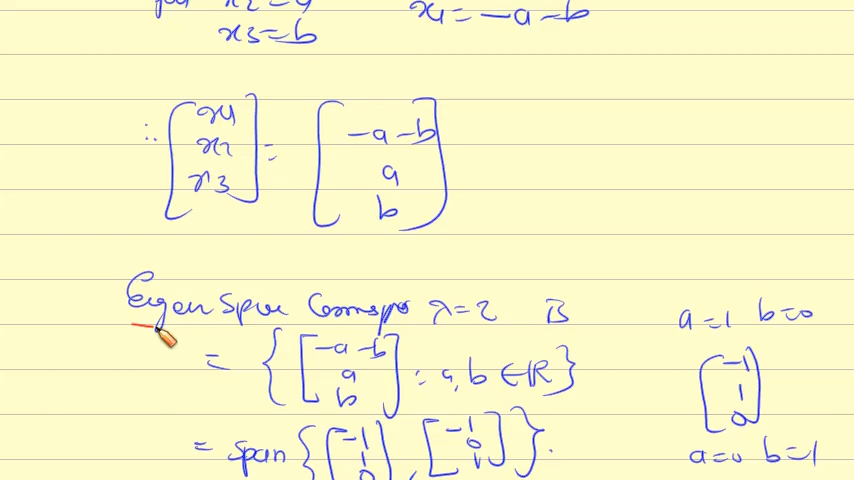 x2=a x1=-a-b
x3=b
∴ [x1 x2 x3] = [-a-b a b]
Eigen Space λ=2 B
= { [-a-b a b] : a,b ∈ R }
= span { [-1 1 0], [-1 0 1] }.
a=1 b=0
[-1 1 0]
a=0 b=1